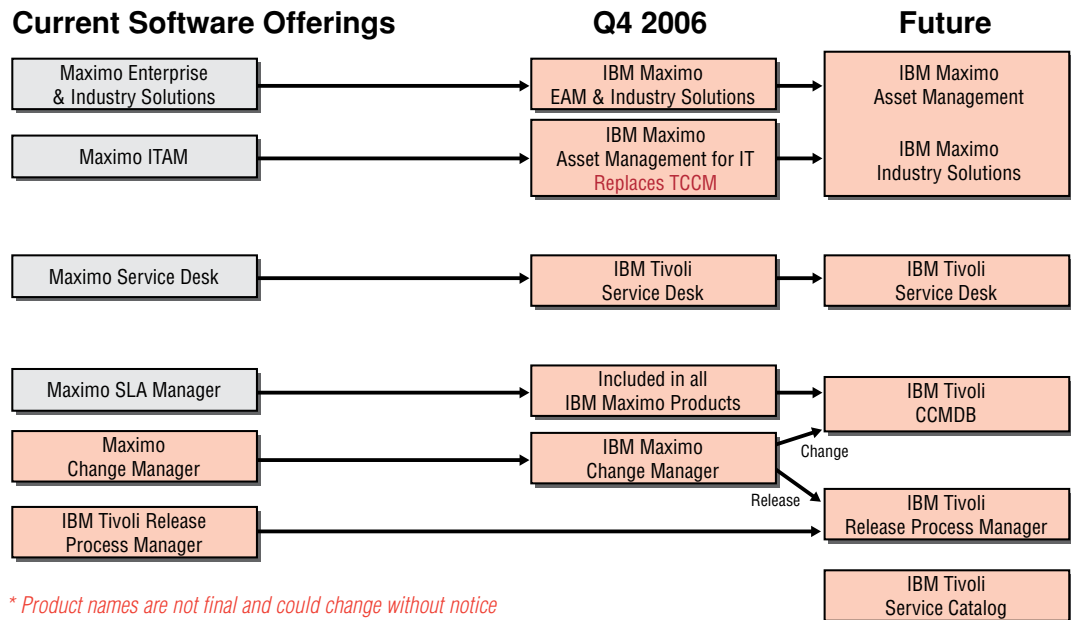 Current Software Offerings
Q4 2006
Future
Maximo Enterprise
& Industry Solutions
IBM Maximo
EAM & Industry Solutions
IBM Maximo
Asset Management
Maximo ITAM
IBM Maximo
Asset Management for IT
Replaces TCCM
IBM Maximo
Industry Solutions
Maximo Service Desk
IBM Tivoli
Service Desk
IBM Tivoli
Service Desk
Maximo SLA Manager
Included in all
IBM Maximo Products
IBM Tivoli
CCMDB
Maximo
Change Manager
IBM Maximo
Change Manager
Change
Release
IBM Tivoli Release
Process Manager
IBM Tivoli
Release Process Manager
IBM Tivoli
Service Catalog
* Product names are not final and could change without notice